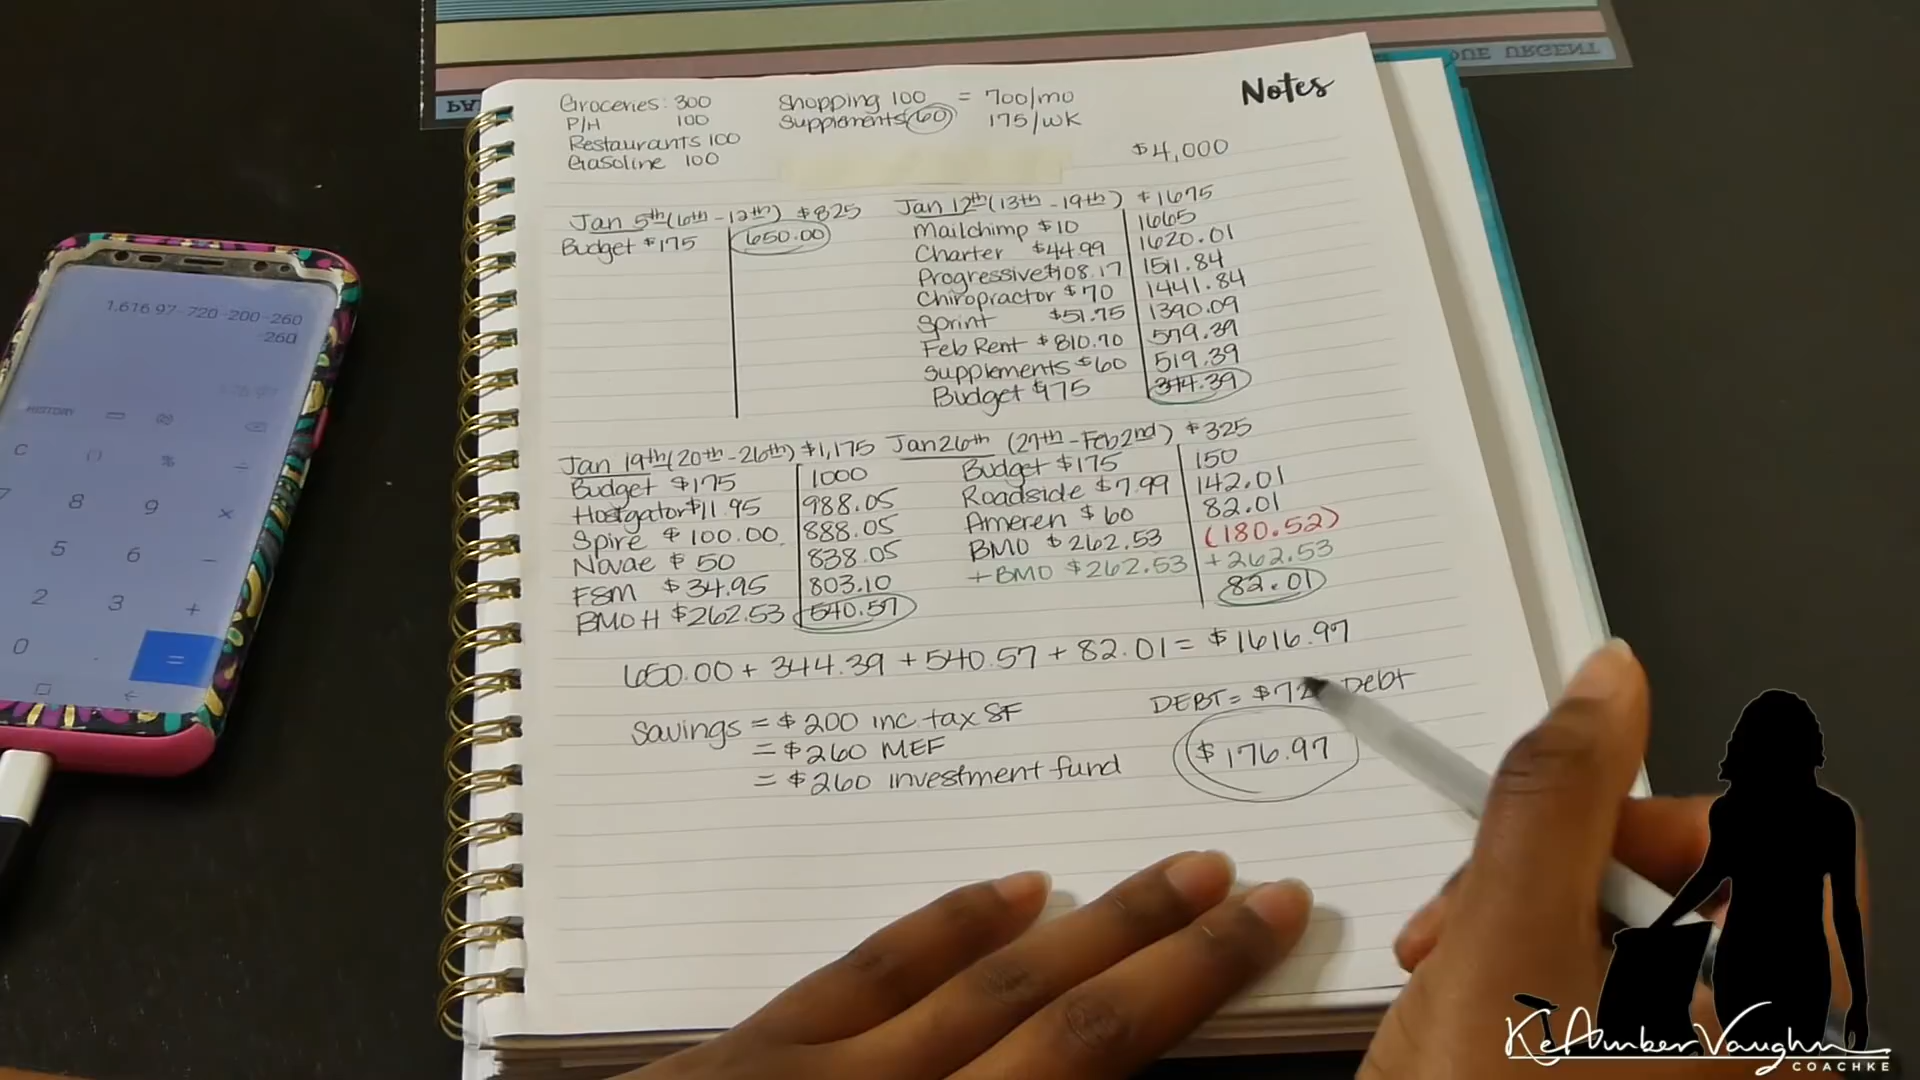 DUE URGENT
Notes
Groceries: 300
P/H 100
Restaurants 100
Gasoline 100
Shopping 100 = 700/mo
Supplements 60 175/wk
$4,000
Jan 5th (6th - 12th) $825
Budget $175 650.00
Jan 12th (13th - 19th) $1675
Mailchimp $10 1665
Charter $44.99 1620.01
Progressive $108.17 1511.84
Chiropractor $70 1441.84
Sprint $51.75 1390.09
Feb Rent $810.70 579.39
Supplements $60 519.39
Budget $175 344.39
Jan 19th (20th - 26th) $1,175
Budget $175 1000
Hostgator $11.95 988.05
Spire $100.00 888.05
Novae $50 838.05
FSM $34.95 803.10
BMO H $262.53 540.57
Jan 26th (27th - Feb 2nd) $325
Budget $175 150
Roadside $7.99 142.01
Ameren $60 82.01
BMO $262.53 (180.52)
+BMO $262.53 +262.53
82.01
650.00 + 344.39 + 540.57 + 82.01 = $1616.97
Savings = $200 inc. tax SF
= $260 MEF
= $260 investment fund
DEBT = $72 Debt
$176.97
1,616.97-720-200-260
-260
HISTORY
C () % ÷
7 8 9 ×
5 6 -
2 3 +
0 . =
KeAmber Vaughn
COACHKE